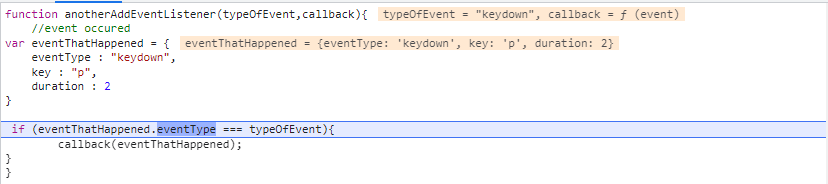 function anotherAddEventListener(typeOfEvent,callback){ typeOfEvent = "keydown", callback = ƒ (event)
//event occured
var eventThatHappened = { eventThatHappened = {eventType: 'keydown', key: 'p', duration: 2}
eventType : "keydown",
key : "p",
duration : 2
}
if (eventThatHappened.eventType === typeOfEvent){
callback(eventThatHappened);
}
}